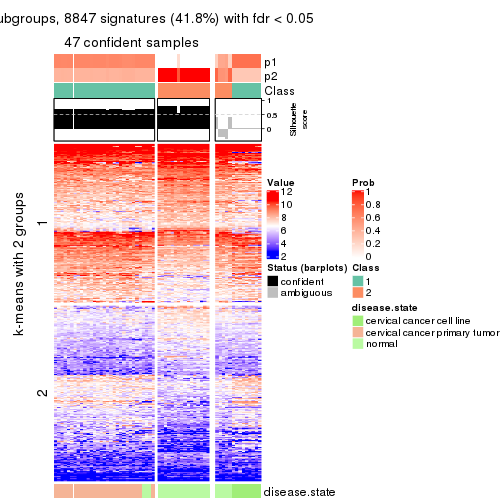 ubgroups, 8847 signatures (41.8%) with fdr < 0.05
47 confident samples
p1
p2
Class
1
0.5
0
Silhouette
score
k-means with 2 groups
1
2
Value
12
10
8
6
4
2
Prob
1
0.8
0.6
0.4
0.2
0
Status (barplots)
confident
ambiguous
Class
1
2
disease.state
cervical cancer cell line
cervical cancer primary tumor
normal
disease.state